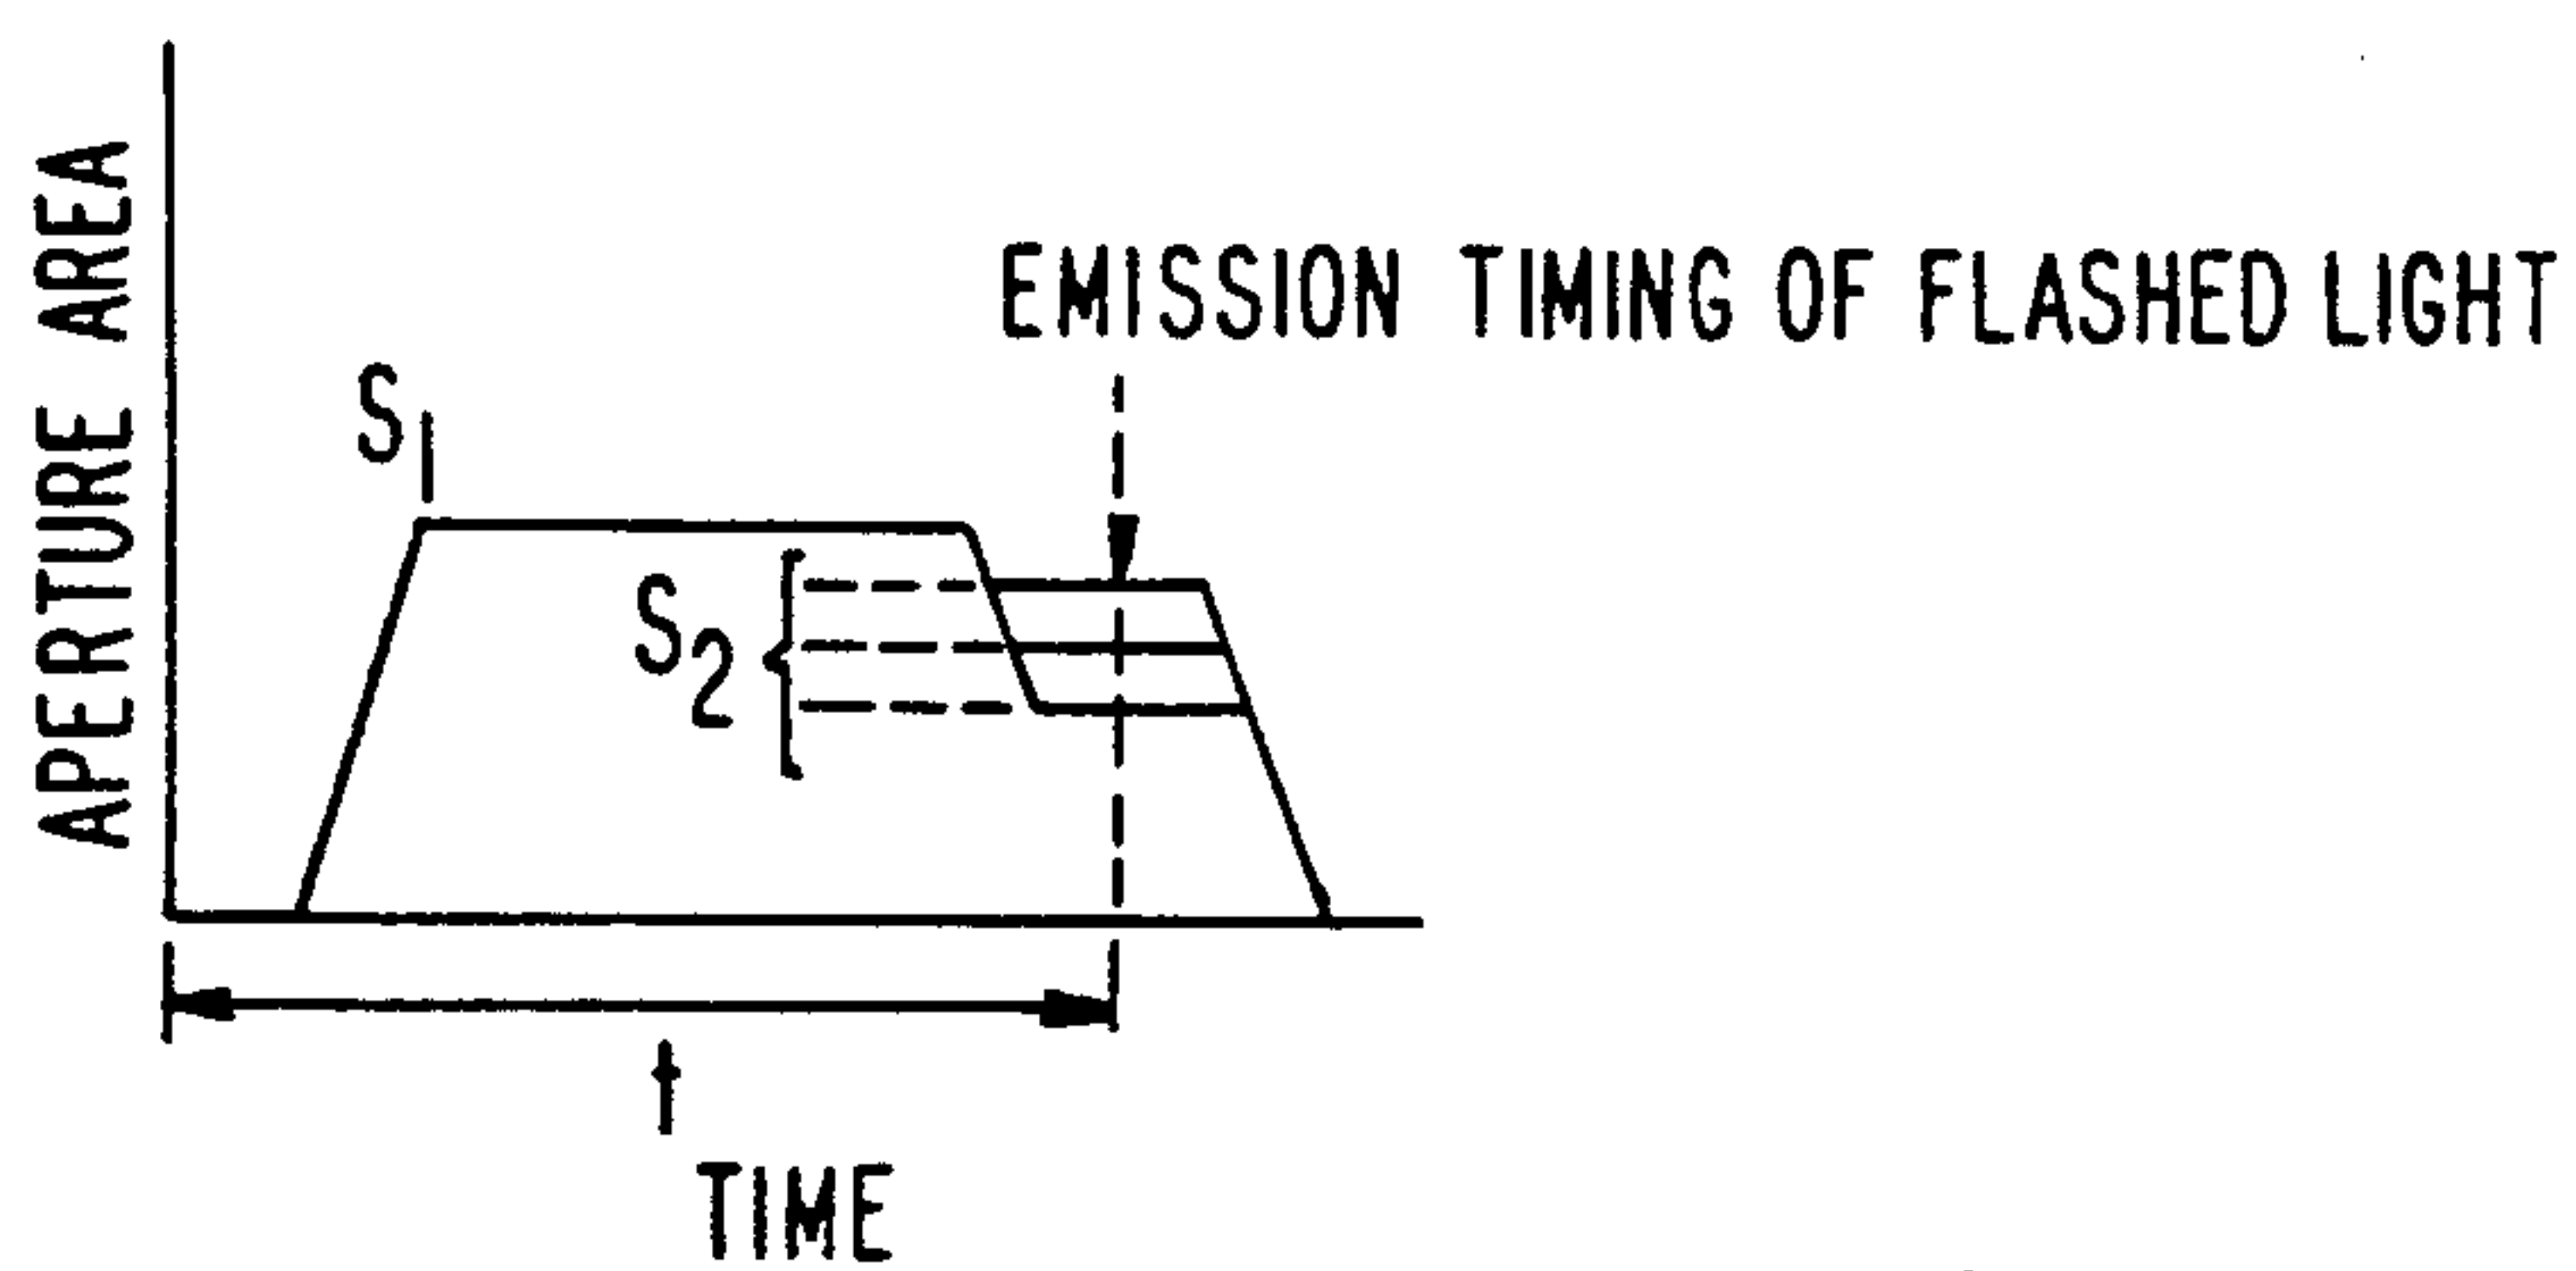 APERTURE AREA
EMISSION TIMING OF FLASHED LIGHT
S1
S2
t
TIME